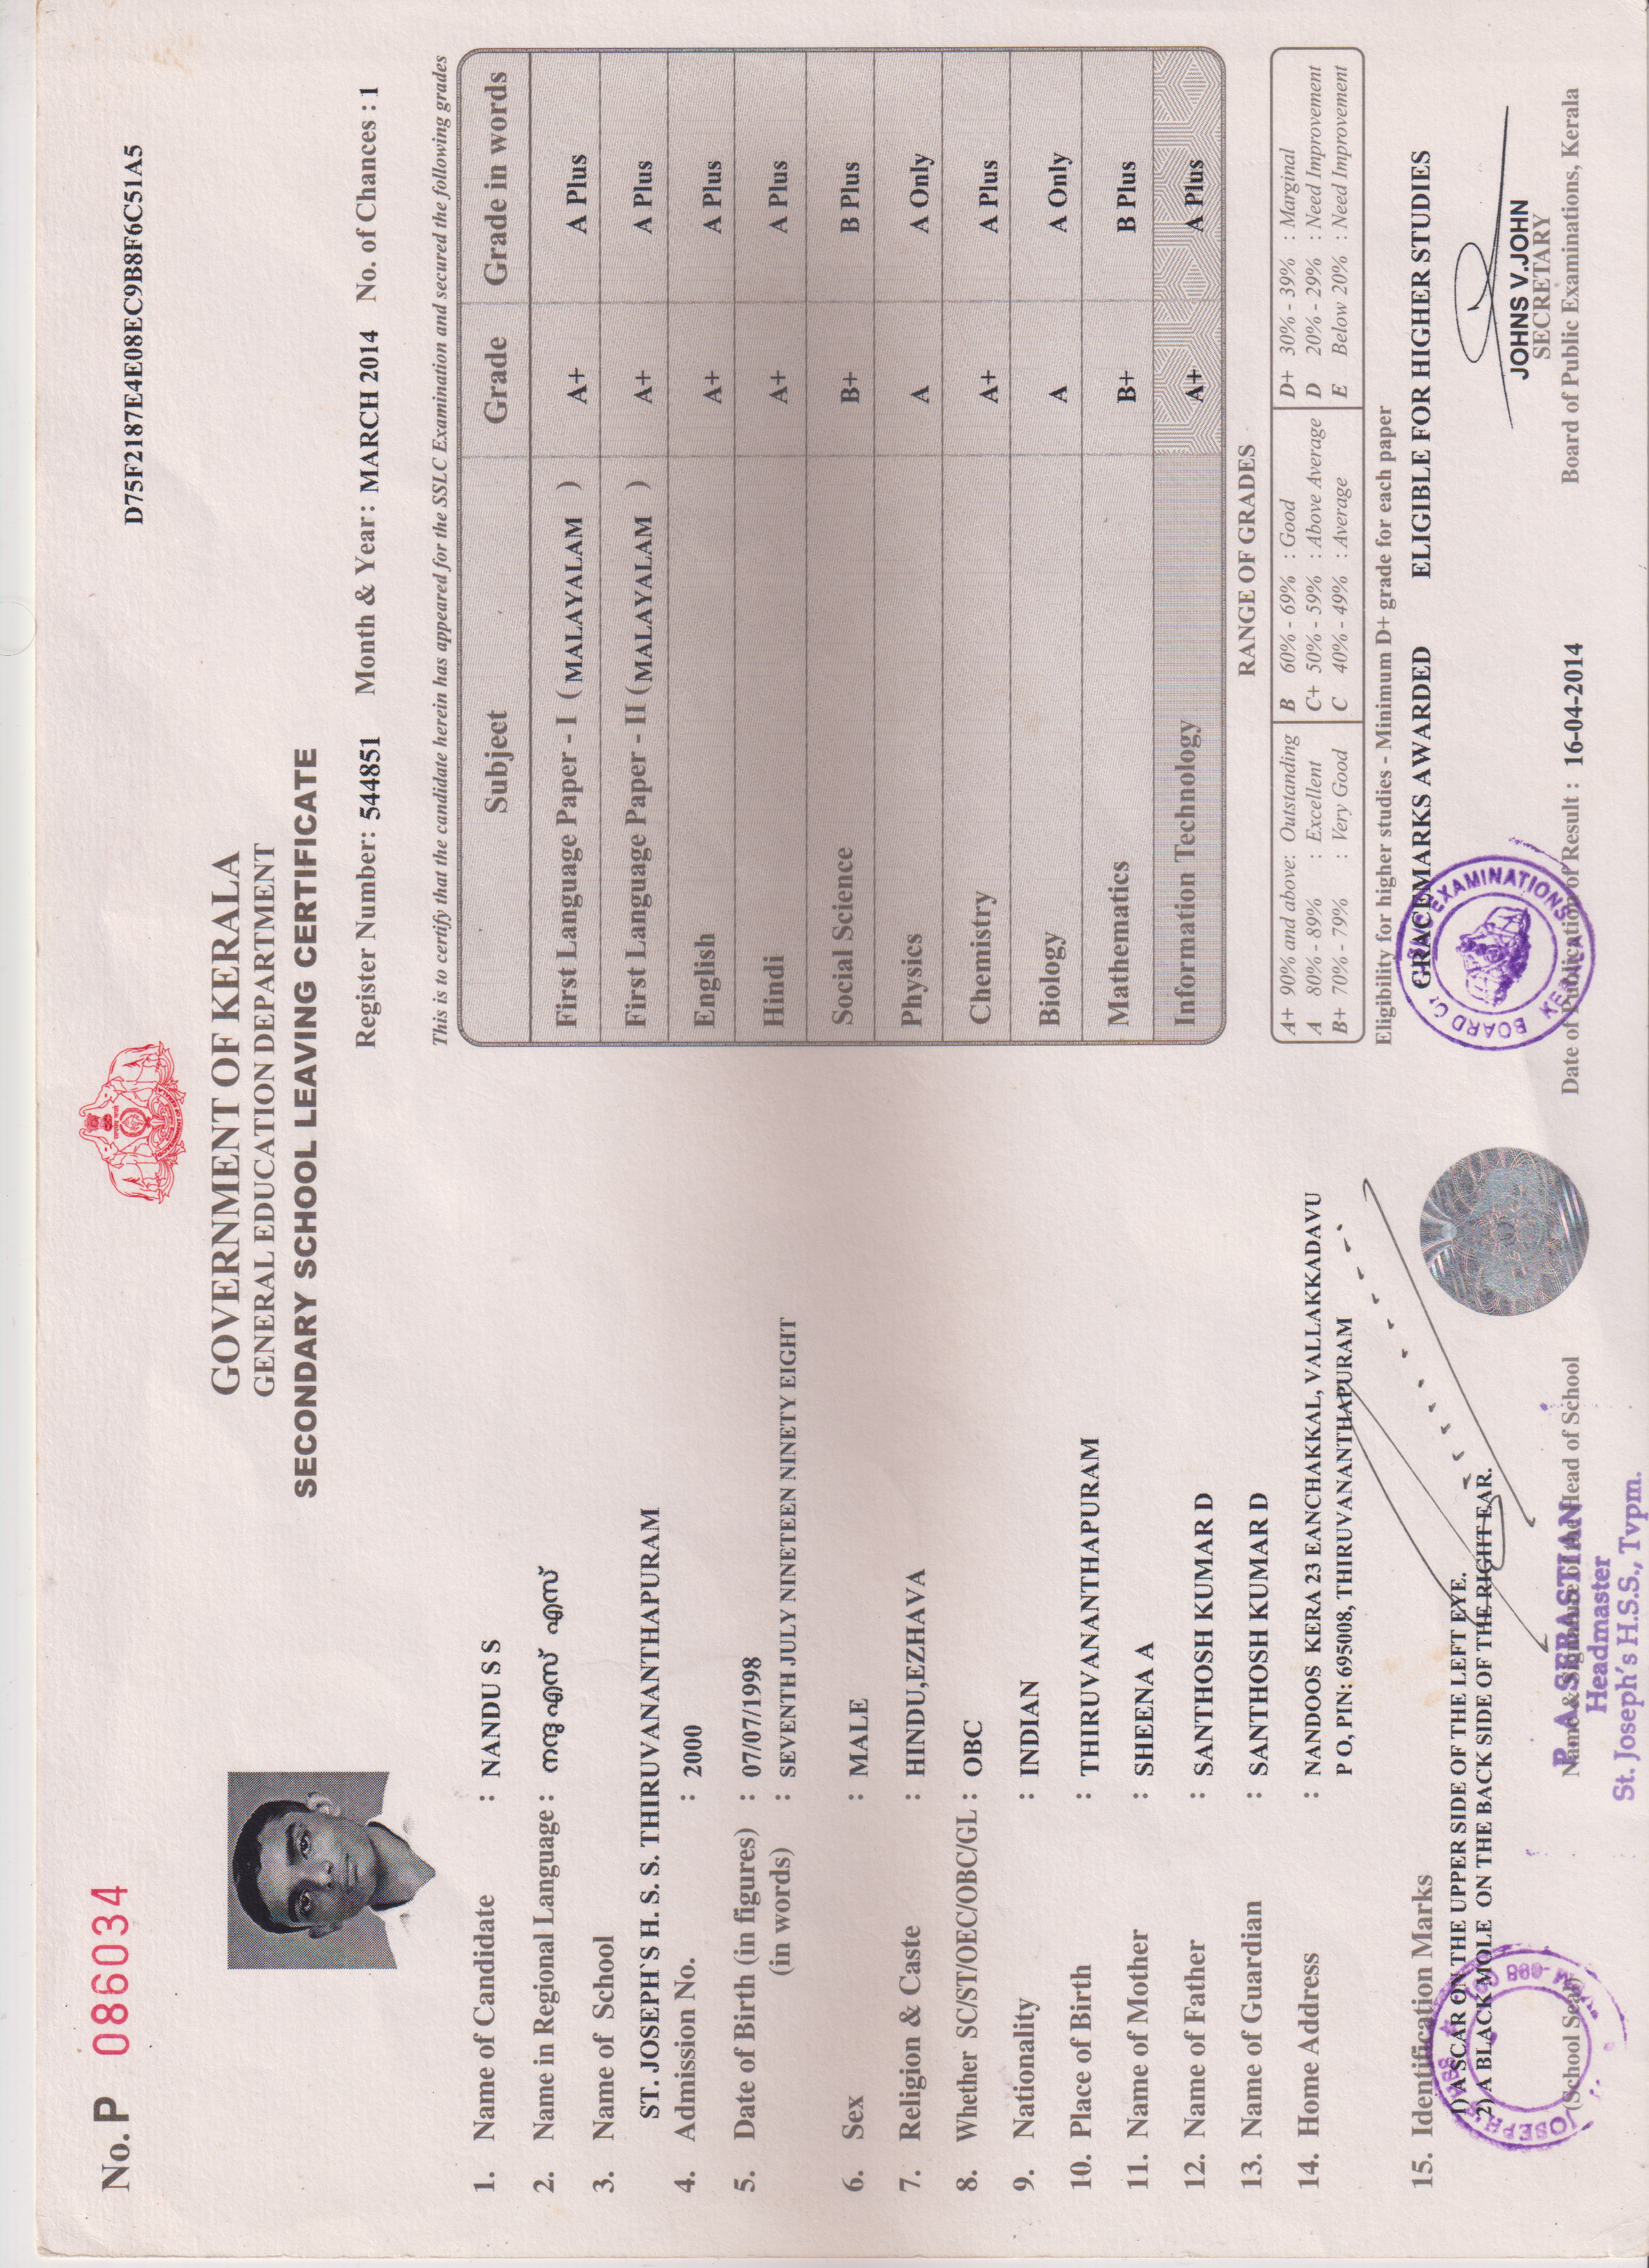 No. P 086034
D75F2187E4E08EC9B8F6C51A5
GOVERNMENT OF KERALA
GENERAL EDUCATION DEPARTMENT
SECONDARY SCHOOL LEAVING CERTIFICATE
Register Number: 544851 Month & Year: MARCH 2014 No. of Chances : 1
1. Name of Candidate : NANDU S S
2. Name in Regional Language : നന്ദു എസ് എസ്
3. Name of School
ST. JOSEPH`S H. S. S. THIRUVANANTHAPURAM
4. Admission No. : 2000
5. Date of Birth (in figures) : 07/07/1998
(in words) : SEVENTH JULY NINETEEN NINETY EIGHT
6. Sex : MALE
7. Religion & Caste : HINDU,EZHAVA
8. Whether SC/ST/OEC/OBC/GL : OBC
9. Nationality : INDIAN
10. Place of Birth : THIRUVANANTHAPURAM
11. Name of Mother : SHEENA A
12. Name of Father : SANTHOSH KUMAR D
13. Name of Guardian : SANTHOSH KUMAR D
14. Home Address : NANDOOS KERA 23 EANCHAKKAL, VALLAKKADAVU
P O, PIN: 695008, THIRUVANANTHAPURAM
15. Identification Marks
1) A SCAR ON THE UPPER SIDE OF THE LEFT EYE.
2) A BLACK MOLE ON THE BACK SIDE OF THE RIGHT EAR.
(School Seal)
Name & Signature of the Head of School
P. A. SEBASTIAN
Headmaster
St. Joseph's H.S.S., Tvpm.
This is to certify that the candidate herein has appeared for the SSLC Examination and secured the following grades
Subject Grade Grade in words
First Language Paper - I ( MALAYALAM ) A+ A Plus
First Language Paper - II ( MALAYALAM ) A+ A Plus
English A+ A Plus
Hindi A+ A Plus
Social Science B+ B Plus
Physics A A Only
Chemistry A+ A Plus
Biology A A Only
Mathematics B+ B Plus
Information Technology A+ A Plus
RANGE OF GRADES
A+ 90% and above: Outstanding B 60% - 69% : Good D+ 30% - 39% : Marginal
A 80% - 89% : Excellent C+ 50% - 59% : Above Average D 20% - 29% : Need Improvement
B+ 70% - 79% : Very Good C 40% - 49% : Average E Below 20% : Need Improvement
Eligibility for higher studies - Minimum D+ grade for each paper
GRACEMARKS AWARDED ELIGIBLE FOR HIGHER STUDIES
BOARD OF EXAMINATIONS KERALA
JOHNS V.JOHN
SECRETARY
Date of Publication of Result : 16-04-2014 Board of Public Examinations, Kerala